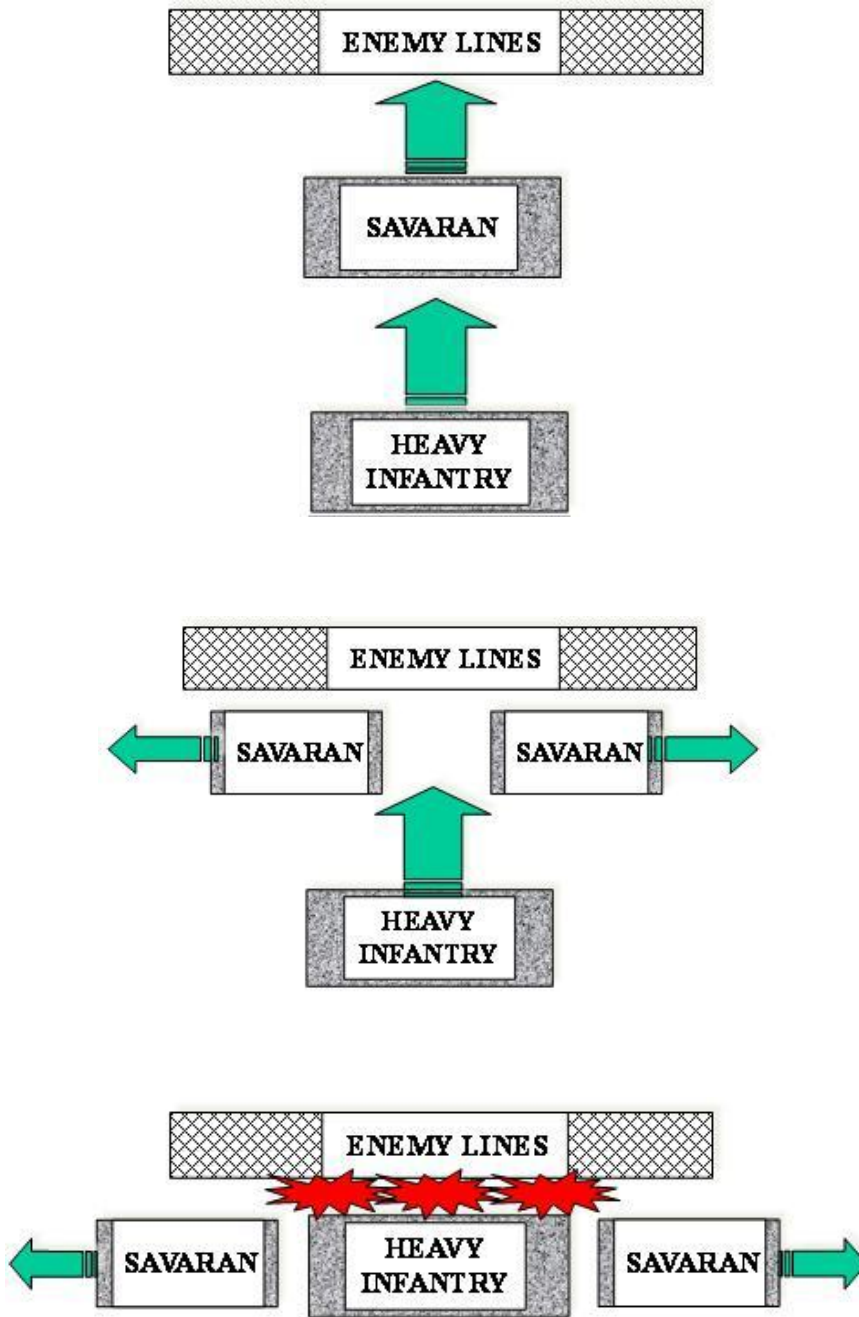 ENEMY LINES
SAVARAN
HEAVY
INFANTRY
ENEMY LINES
SAVARAN SAVARAN
HEAVY
INFANTRY
ENEMY LINES
SAVARAN HEAVY SAVARAN
INFANTRY